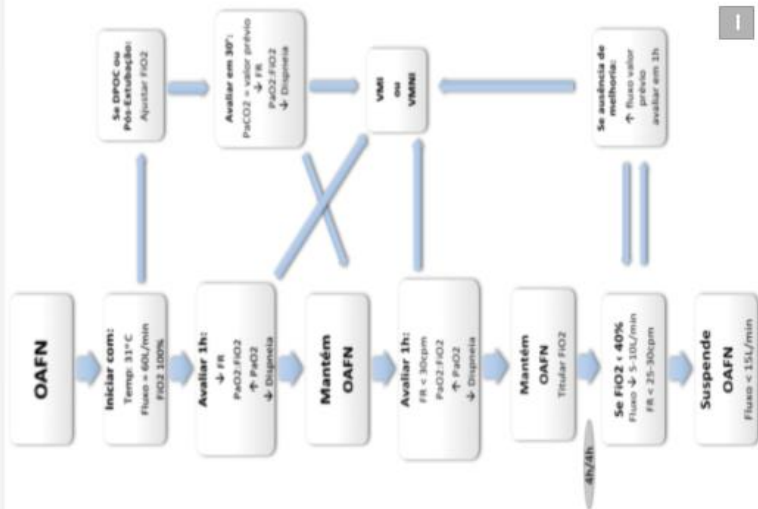 OAFN
Iniciar com:
Temp: 31°C
Fluxo = 60L/min
FiO2 100%
Avaliar 1h:
↓ FR
PaO2:FiO2
↑ PaO2
↓ Dispneia
Mantém
OAFN
Avaliar 1h:
FR < 30cpm
PaO2:FiO2
↑ PaO2
↓ Dispneia
Mantém
OAFN
Titular FiO2
4h/4h
Se FiO2 < 40%
Fluxo ↓ 5-10L/min
FR < 25-30cpm
Suspende
OAFN
Fluxo < 15L/min
Se DPOC ou
Pós-Extubação:
Ajustar FiO2
Avaliar em 30':
PaCO2 = valor prévio
↓ FR
PaO2:FiO2
↓ Dispneia
VMI
ou
VMNI
Se ausência de
melhoria:
↑ fluxo valor
prévio
avaliar em 1h
1